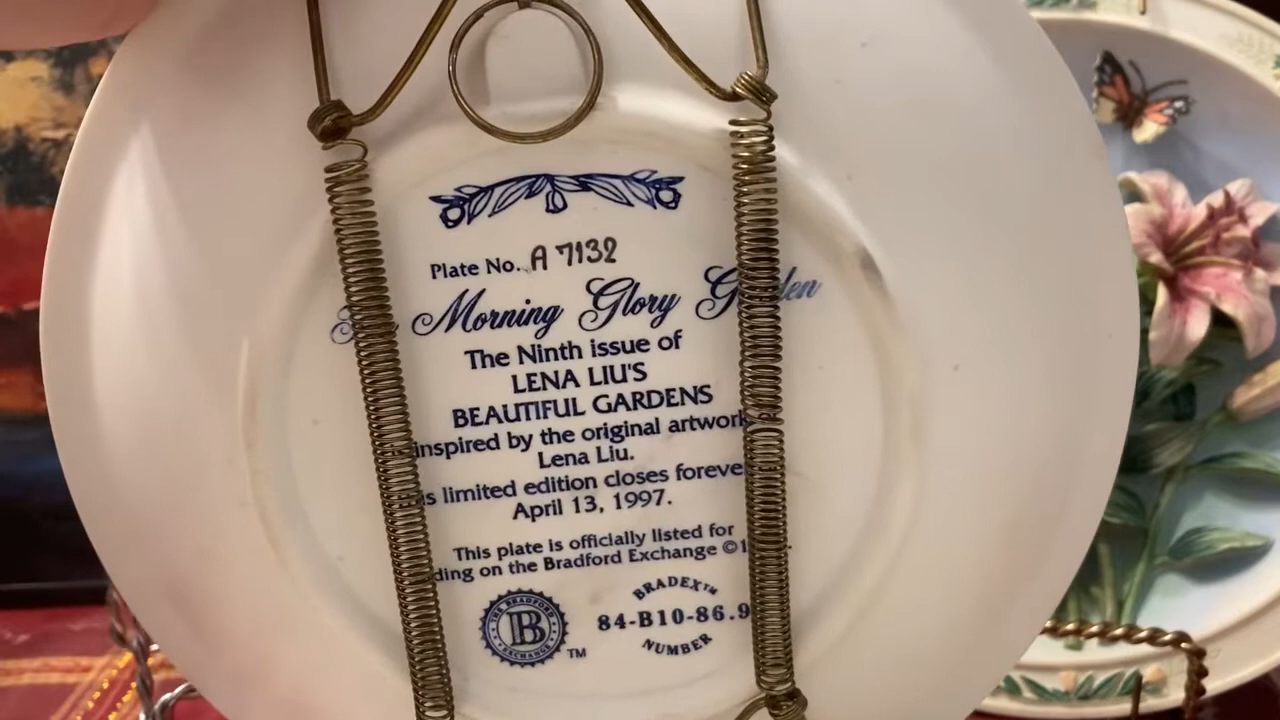 Plate No. A 7132
Morning Glory Garden
The Ninth issue of
LENA LIU'S
BEAUTIFUL GARDENS
inspired by the original artwork
Lena Liu.
limited edition closes forever
April 13, 1997.
This plate is officially listed for
on the Bradford Exchange ©
THE BRADFORD
B
EXCHANGE
TM
BRADEX™
84-B10-86.9
NUMBER